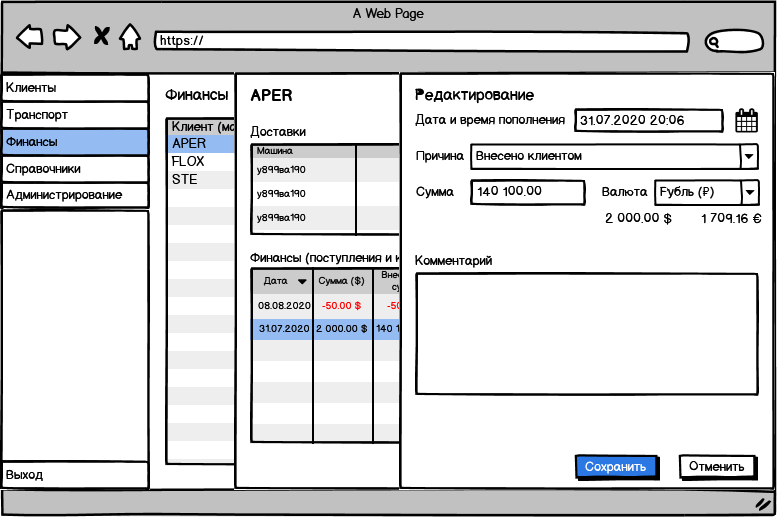 A Web Page
https://
Клиенты
Транспорт
Финансы
Справочники
Администрирование
Выход
Финансы
Клиент (ма
APER
FLOX
STE
APER
Доставки
Машина
у899ва190
у899ва190
у899ва190
Финансы (поступления и к
Дата Сумма ($) Внес
су
08.08.2020 -50.00 $ -50
31.07.2020 2 000.00 $ 140 1
Редактирование
Дата и время пополнения 31.07.2020 20:06
Причина Внесено клиентом
Сумма 140 100.00 Валюта Рубль (₽)
2 000.00 $ 1 709.16 €
Комментарий
Сохранить Отменить